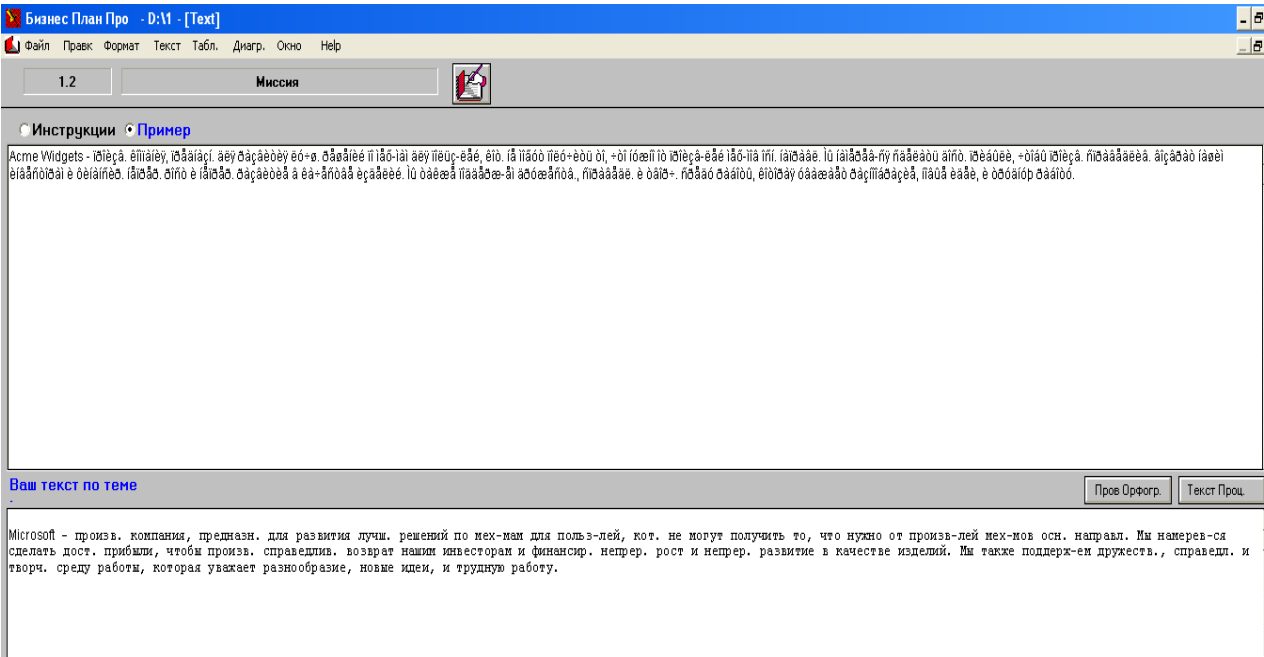 Бизнес План Про - D:\1 - [Text]
Файл Правк Формат Текст Табл. Диагр. Окно Help
1.2 Миссия
Инструкции Пример
Acme Widgets - ïðîèçâ. êîìïàíèÿ, ïðåäíàçí. äëÿ ðàçâèòèÿ ëó÷ø. ðåøåíèé ïî ìåõ-ìàì äëÿ ïîëüç-ëåé, êîò. íå ìîãóò ïîëó÷èòü òî, ÷òî íóæíî îò ïðîèçâ-ëåé ìåõ-ìîâ îñí. íàïðàâë. Ìû íàìåðåâ-ñÿ ñäåëàòü äîñò. ïðèáûëè, ÷òîáû ïðîèçâ. ñïðàâåäëèâ. âîçâðàò íàøèì
èíâåñòîðàì è ôèíàíñèð. íåïðåð. ðîñò è íåïðåð. ðàçâèòèå â êà÷åñòâå èçäåëèé. Ìû òàêæå ïîääåðæ-åì äðóæåñòâ., ñïðàâåäë. è òâîð÷. ñðåäó ðàáîòû, êîòîðàÿ óâàæàåò ðàçíîîáðàçèå, íîâûå èäåè, è òðóäíóþ ðàáîòó.
Ваш текст по теме
Пров Орфогр. Текст Проц.
Microsoft - произв. компания, предназн. для развития лучш. решений по мех-мам для польз-лей, кот. не могут получить то, что нужно от произв-лей мех-мов осн. направл. Мы намерев-ся
сделать дост. прибыли, чтобы произв. справедлив. возврат нашим инвесторам и финансир. непрер. рост и непрер. развитие в качестве изделий. Мы также поддерж-ем дружеств., справедл. и
творч. среду работы, которая уважает разнообразие, новые идеи, и трудную работу.